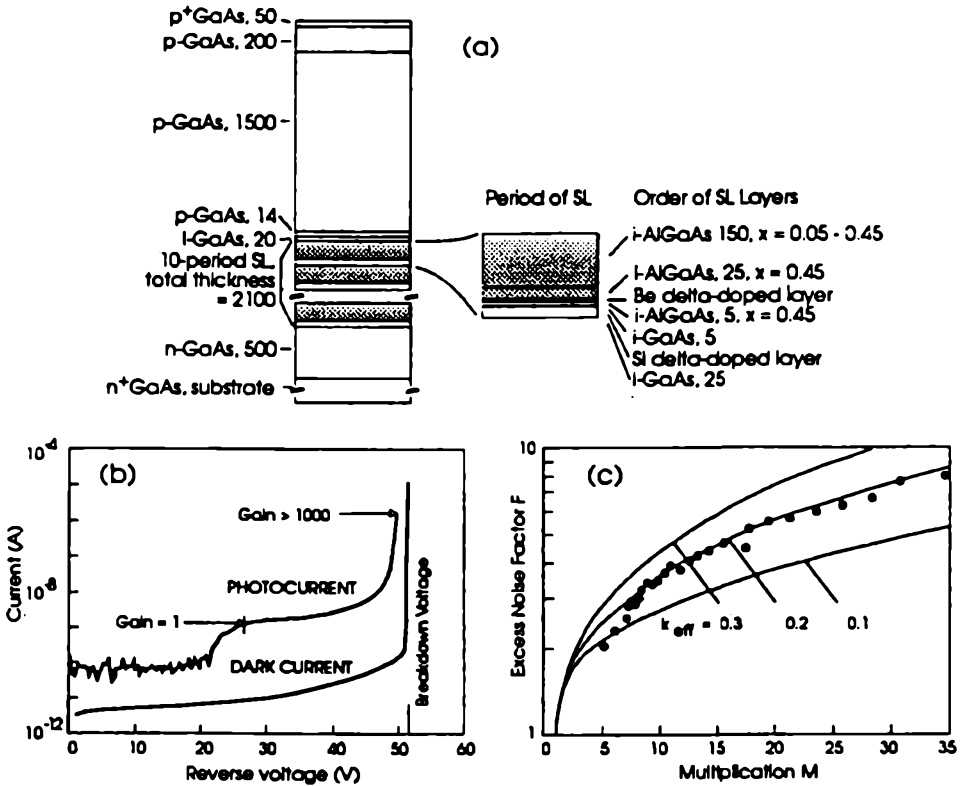 (a)
p⁺GaAs, 50
p-GaAs, 200
p-GaAs, 1500
p-GaAs, 14
i-GaAs, 20
10-period SL,
total thickness
= 2100
n-GaAs, 500
n⁺GaAs, substrate
Period of SL
Order of SL Layers
i-AlGaAs 150, x = 0.05 - 0.45
i-AlGaAs, 25, x = 0.45
Be delta-doped layer
i-AlGaAs, 5, x = 0.45
i-GaAs, 5
Si delta-doped layer
i-GaAs, 25
(b)
Current (A)
10⁻⁴
10⁻⁸
10⁻¹²
Gain > 1000
PHOTOCURRENT
Gain = 1
DARK CURRENT
Breakdown Voltage
0 10 20 30 40 50 60
Reverse voltage (V)
(c)
Excess Noise Factor F
10
1
k eff = 0.3 0.2 0.1
0 5 10 15 20 25 30 35
Multiplication M